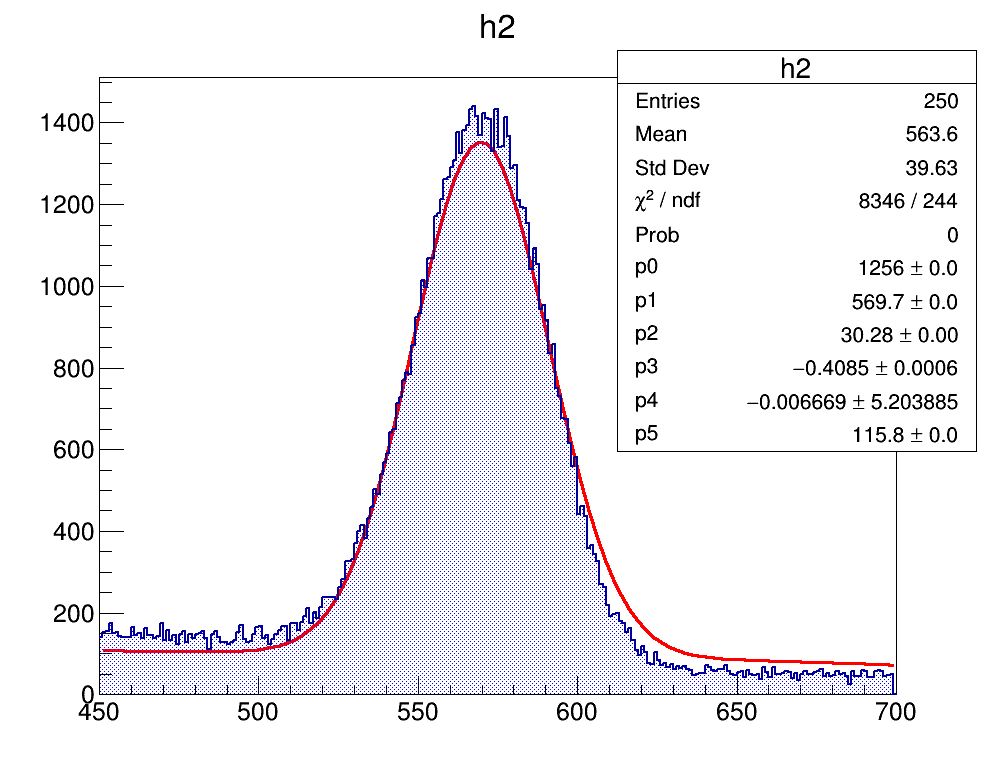 h2
h2
Entries 250
Mean 563.6
Std Dev 39.63
χ² / ndf 8346 / 244
Prob 0
p0 1256 ± 0.0
p1 569.7 ± 0.0
p2 30.28 ± 0.00
p3 −0.4085 ± 0.0006
p4 −0.006669 ± 5.203885
p5 115.8 ± 0.0
1400
1200
1000
800
600
400
200
0
450 500 550 600 650 700